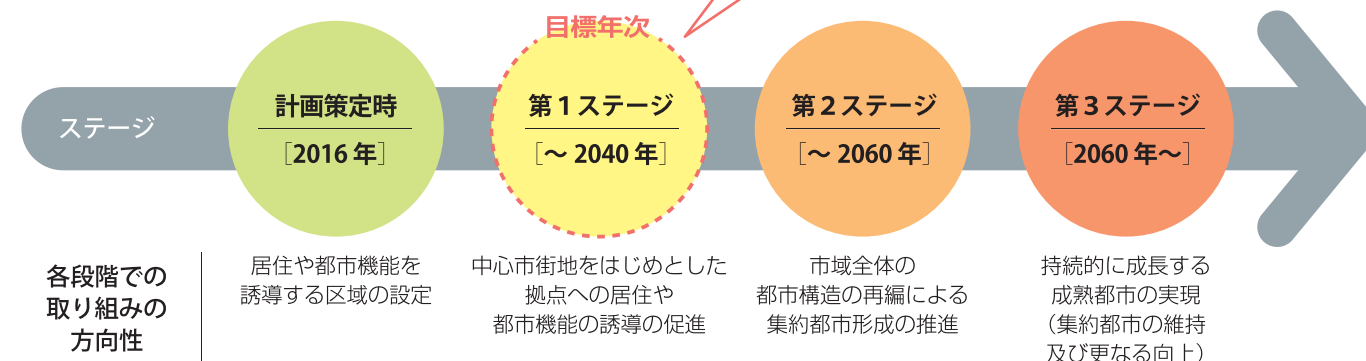 目標年次
ステージ
計画策定時
［2016 年］
第１ステージ
［～ 2040 年］
第２ステージ
［～ 2060 年］
第３ステージ
［2060 年～］
各段階での
取り組みの
方向性
居住や都市機能を
誘導する区域の設定
中心市街地をはじめとした
拠点への居住や
都市機能の誘導の促進
市域全体の
都市構造の再編による
集約都市形成の推進
持続的に成長する
成熟都市の実現
（集約都市の維持
及び更なる向上）